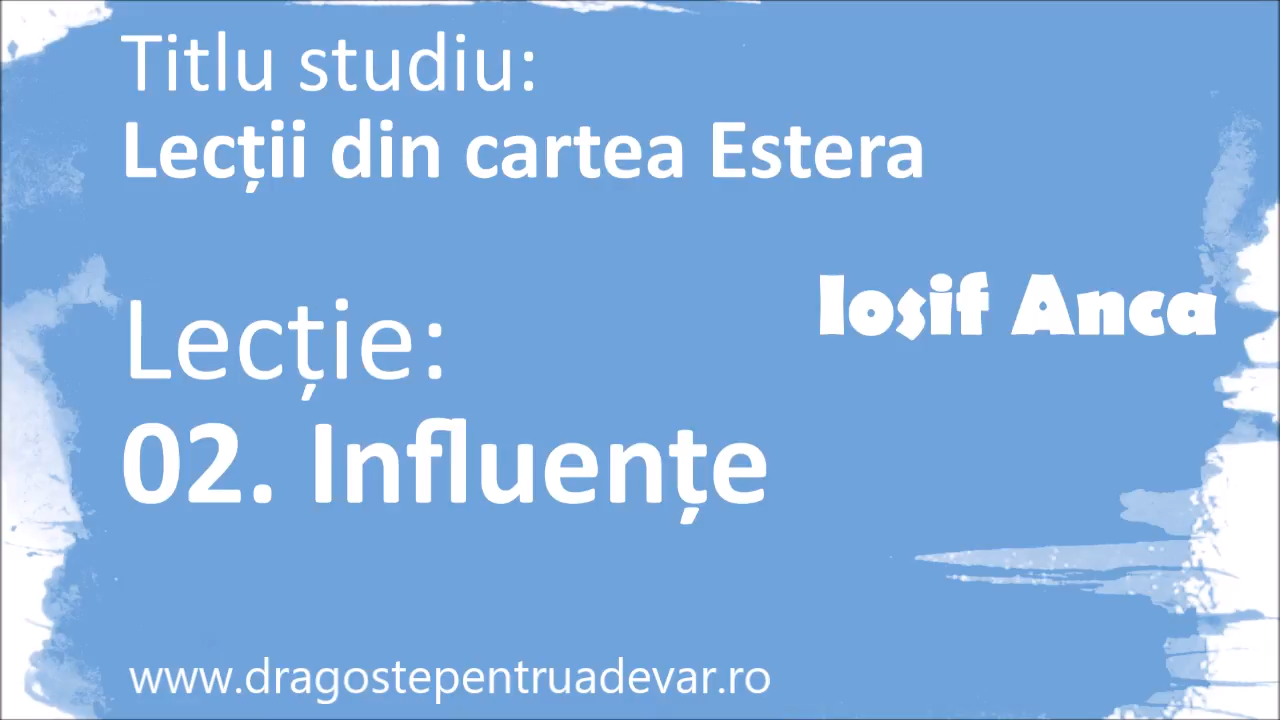 Titlu studiu:
Lecții din cartea Estera
Iosif Anca
Lecție:
02. Influențe
www.dragostepentruadevar.ro